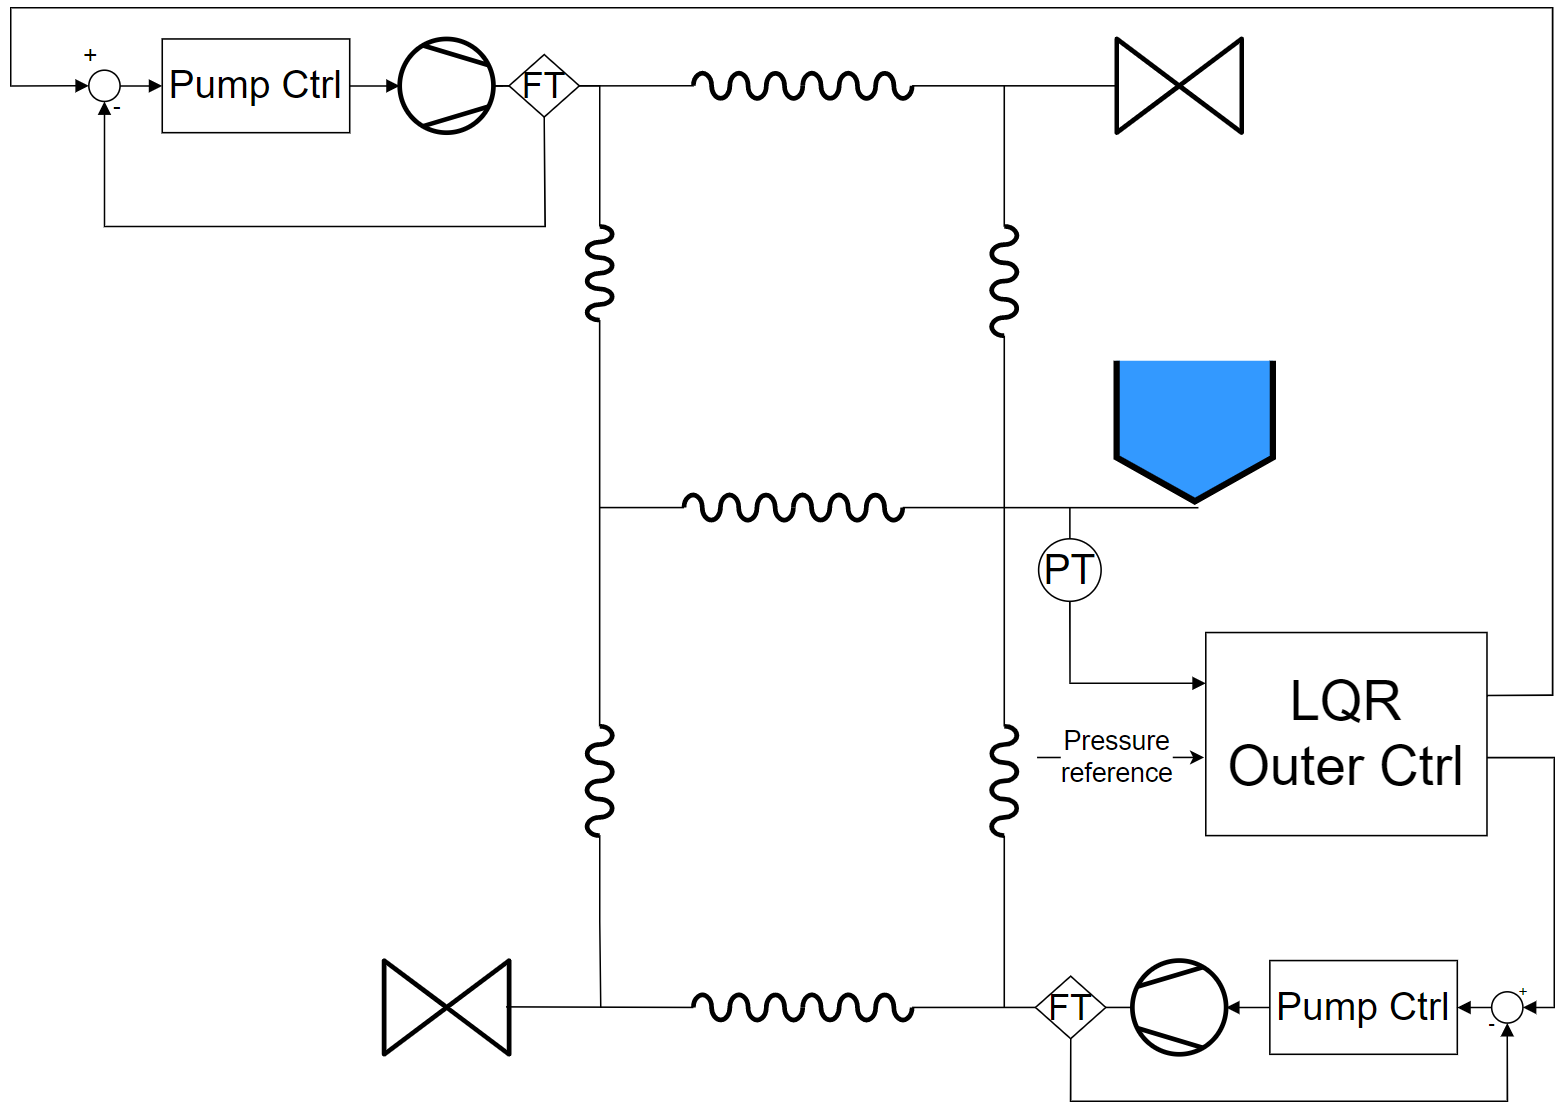 +
Pump Ctrl
FT
-
PT
LQR
Outer Ctrl
Pressure
reference
FT
Pump Ctrl
+
-